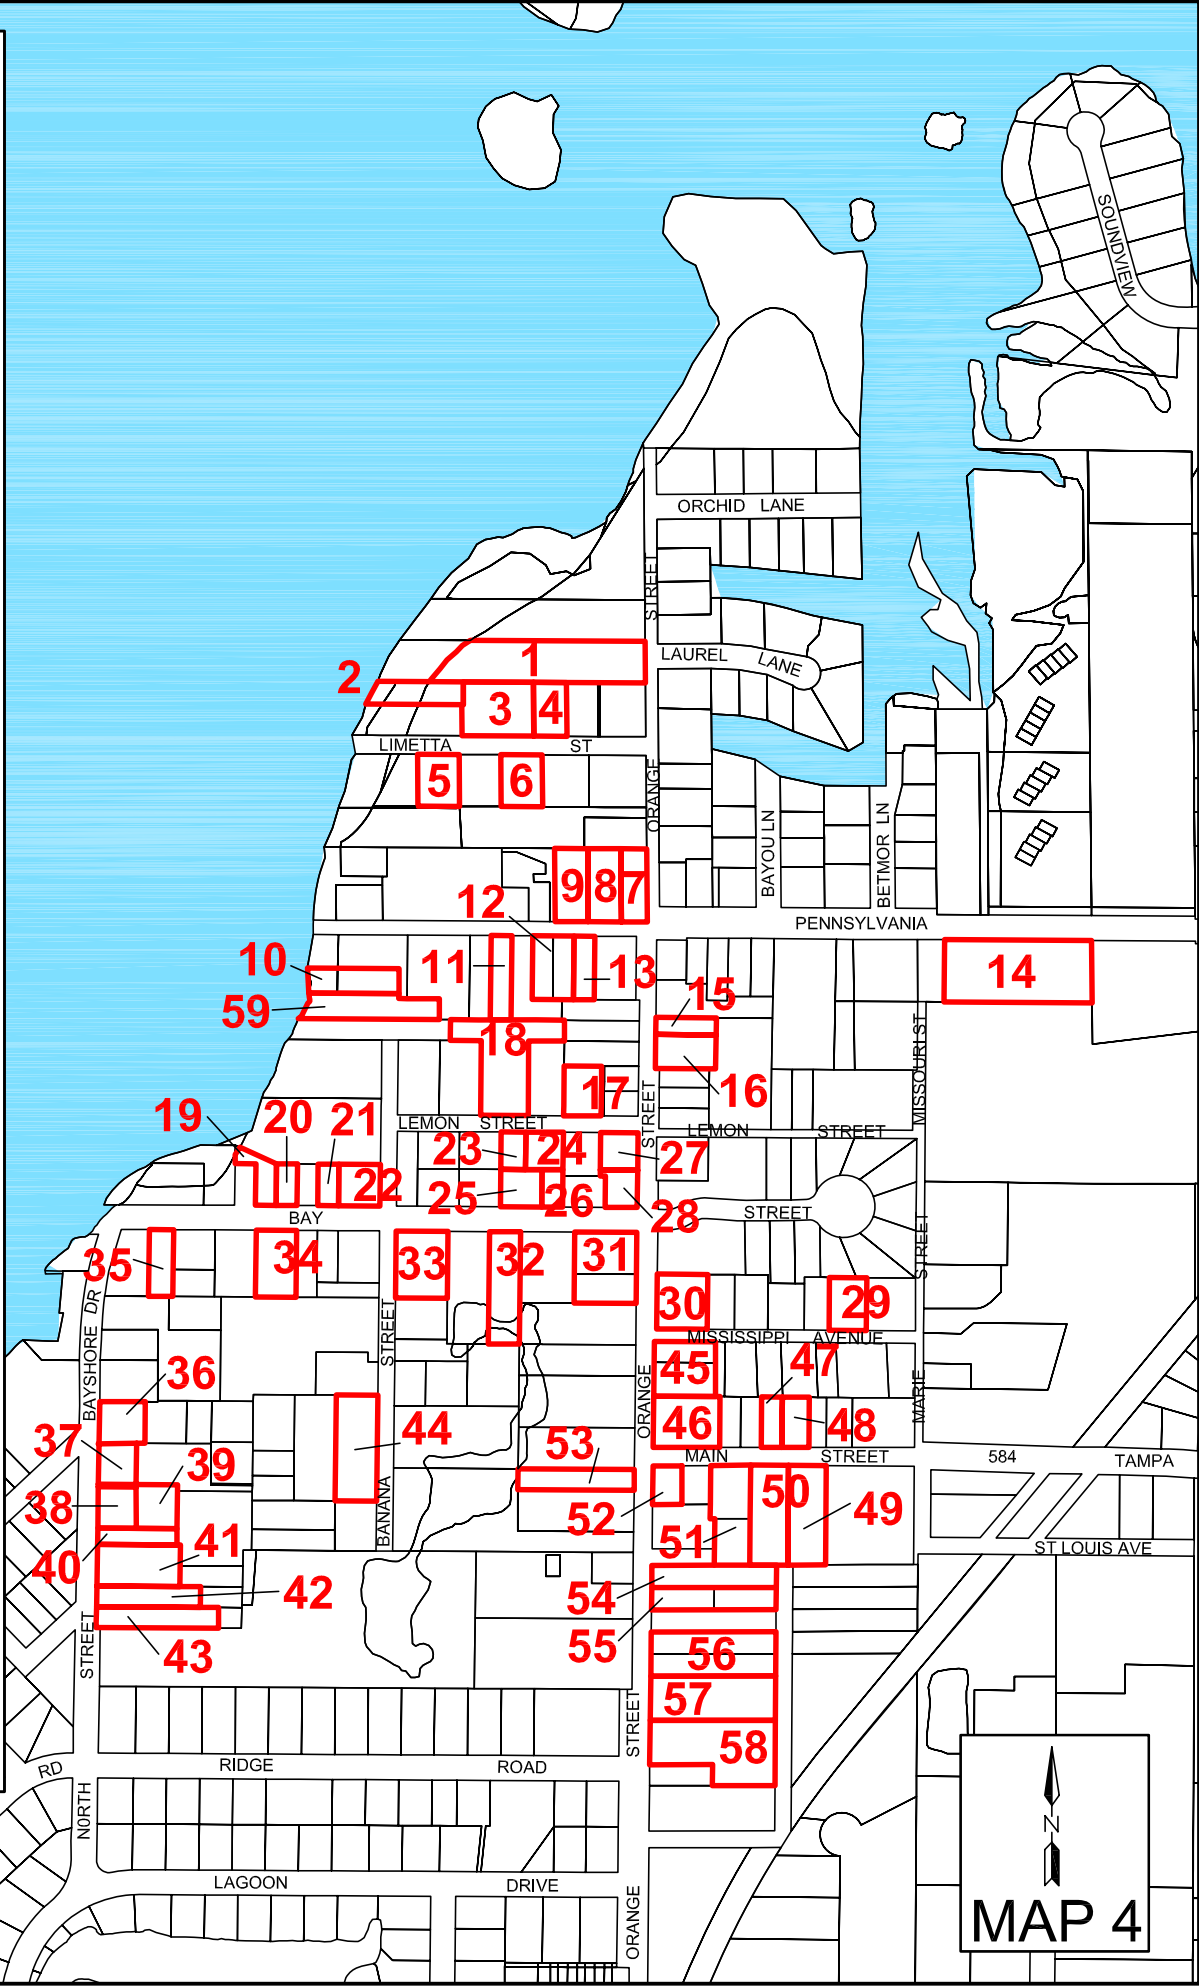 SOUNDVIEW
ORCHID LANE
STREET
1
LAUREL LANE
2
3
4
LIMETTA ST
5
6
ORANGE
BAYOU LN
BETMOR LN
9
8
7
12
PENNSYLVANIA
10
11
13
14
15
59
18
MISSOURI ST
17
16
STREET
19
20
21
LEMON STREET
LEMON STREET
23
24
27
22
25
26
28
BAY
STREET
STREET
35
34
33
32
31
30
29
BAYSHORE DR
STREET
MISSISSIPPI AVENUE
36
45
47
ORANGE
MARIE
37
39
44
53
46
48
MAIN STREET
584
TAMPA
38
BANANA
52
50
49
40
41
51
ST LOUIS AVE
42
54
43
55
STREET
56
57
STREET
58
RD
RIDGE ROAD
NORTH
N
LAGOON DRIVE
ORANGE
MAP 4